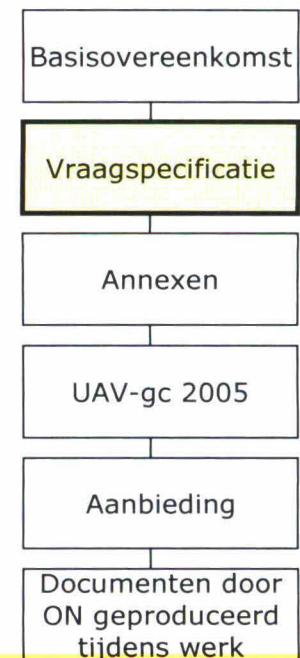 Basisovereenkomst
Vraagspecificatie
Annexen
UAV-gc 2005
Aanbieding
Documenten door
ON geproduceerd
tijdens werk